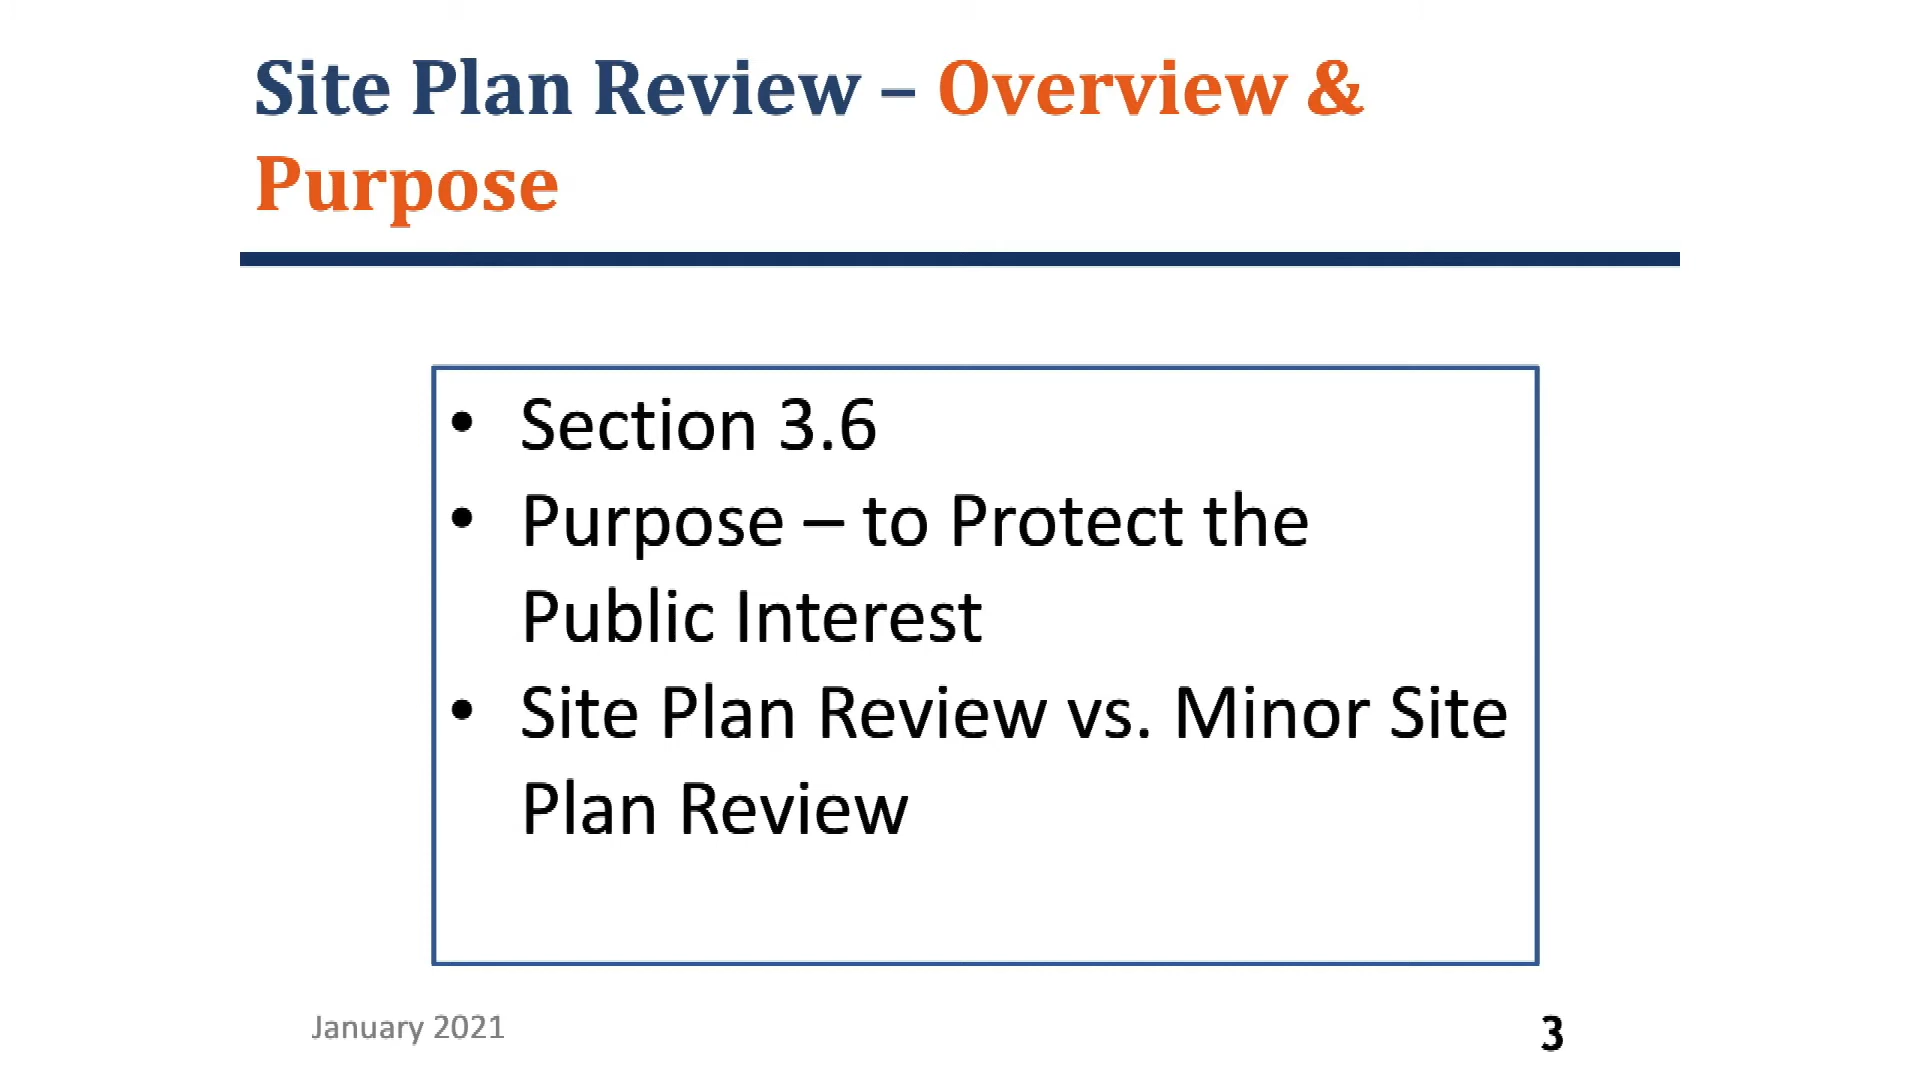 Site Plan Review – Overview &
Purpose
• Section 3.6
• Purpose – to Protect the
Public Interest
• Site Plan Review vs. Minor Site
Plan Review
January 2021
3